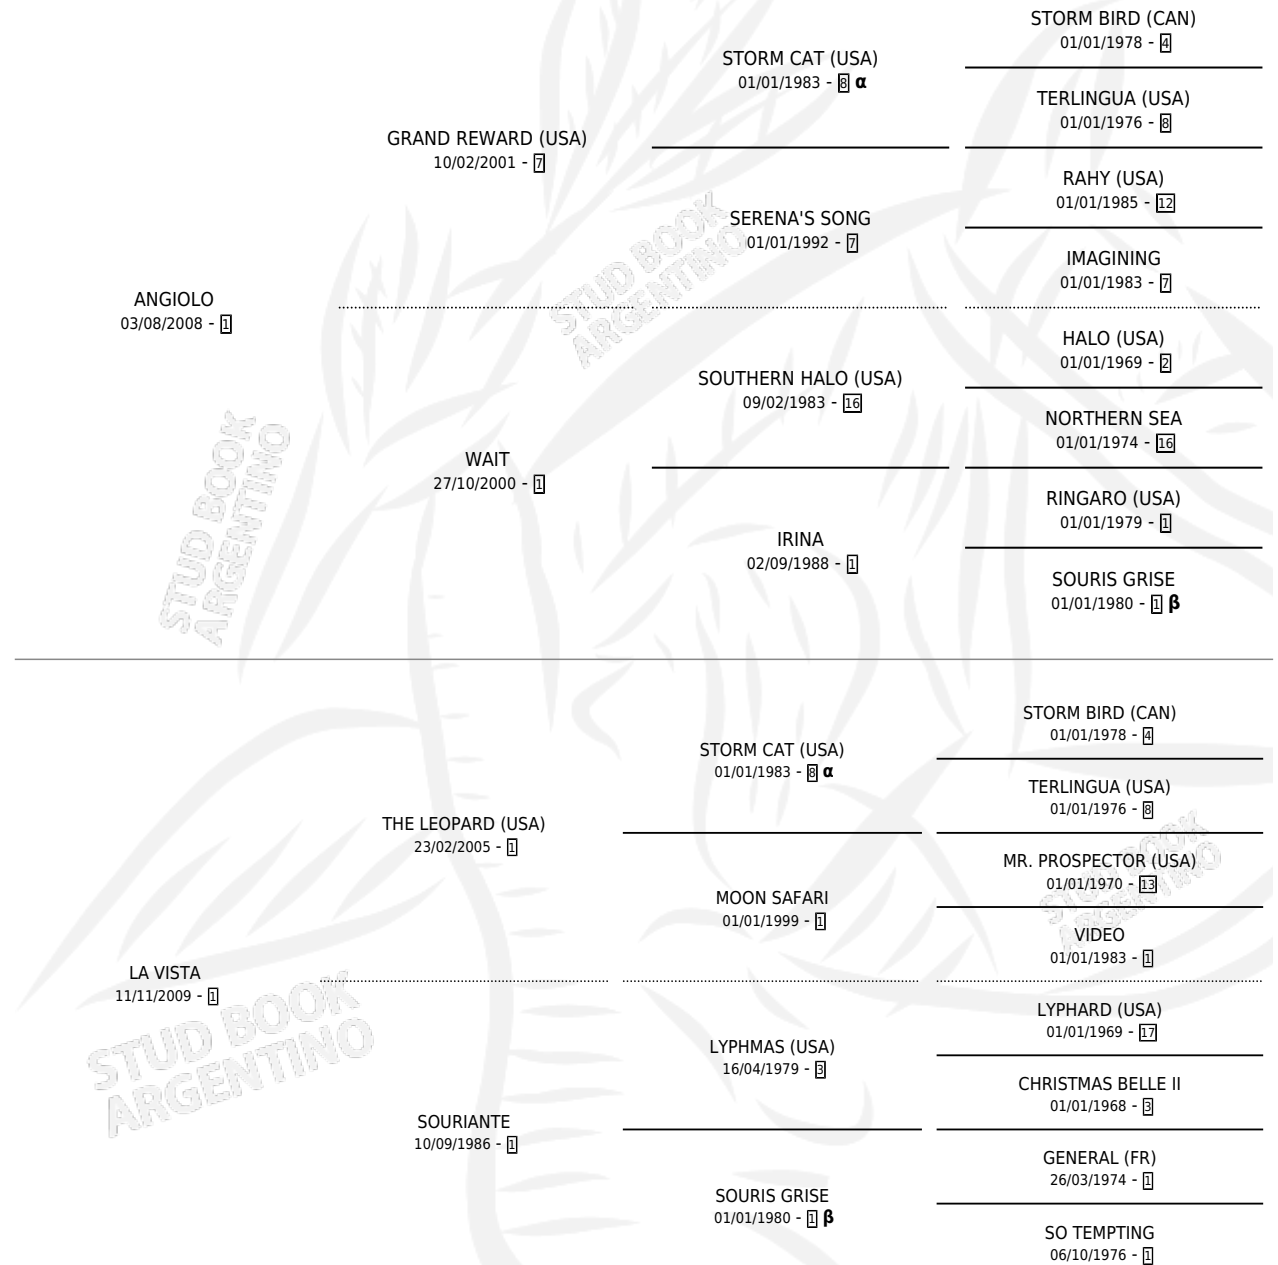 STORM BIRD (CAN)
01/01/1978 - 4
STORM CAT (USA)
01/01/1983 - 8 α
TERLINGUA (USA)
01/01/1976 - 8
GRAND REWARD (USA)
10/02/2001 - 7
RAHY (USA)
01/01/1985 - 12
SERENA'S SONG
01/01/1992 - 7
IMAGINING
01/01/1983 - 7
ANGIOLO
03/08/2008 - 1
HALO (USA)
01/01/1969 - 2
SOUTHERN HALO (USA)
09/02/1983 - 16
NORTHERN SEA
01/01/1974 - 16
WAIT
27/10/2000 - 1
RINGARO (USA)
01/01/1979 - 1
IRINA
02/09/1988 - 1
SOURIS GRISE
01/01/1980 - 1 β
STORM BIRD (CAN)
01/01/1978 - 4
STORM CAT (USA)
01/01/1983 - 8 α
TERLINGUA (USA)
01/01/1976 - 8
THE LEOPARD (USA)
23/02/2005 - 1
MR. PROSPECTOR (USA)
01/01/1970 - 13
MOON SAFARI
01/01/1999 - 1
VIDEO
01/01/1983 - 1
LA VISTA
11/11/2009 - 1
LYPHARD (USA)
01/01/1969 - 17
LYPHMAS (USA)
16/04/1979 - 3
CHRISTMAS BELLE II
01/01/1968 - 3
SOURIANTE
10/09/1986 - 1
GENERAL (FR)
26/03/1974 - 1
SOURIS GRISE
01/01/1980 - 1 β
SO TEMPTING
06/10/1976 - 1
STUD BOOK
ARGENTINO
STUD BOOK
ARGENTINO
STUD BOOK
ARGENTINO
STUD BOOK
ARGENTINO